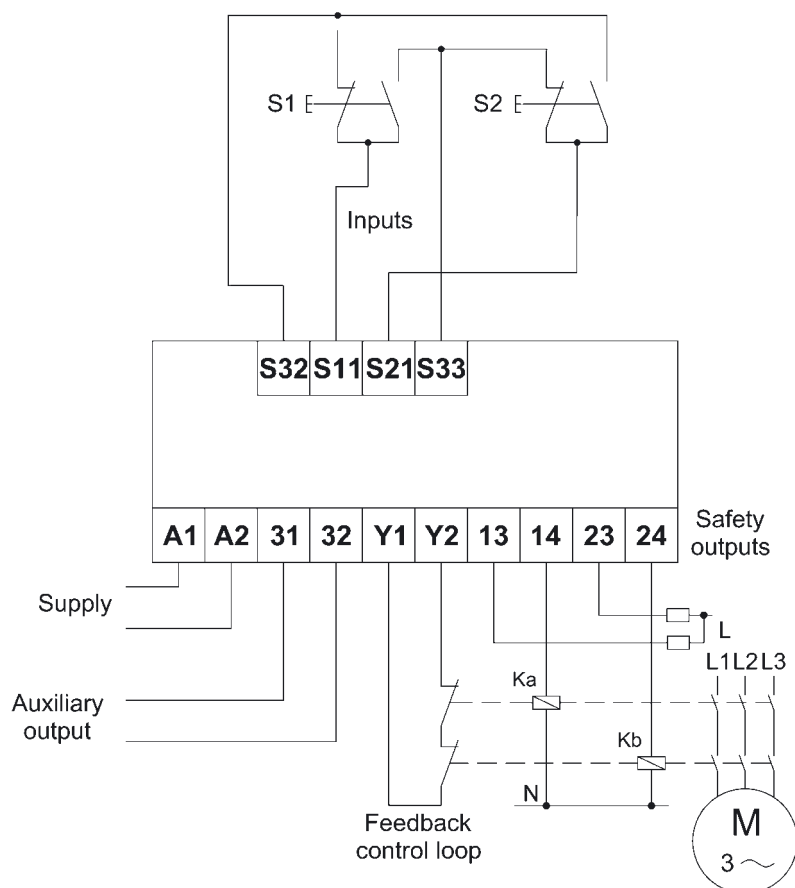 S1
S2
Inputs
S32 S11 S21 S33
A1 A2 31 32 Y1 Y2 13 14 23 24
Safety
outputs
Supply
L
L1 L2 L3
Auxiliary
output
Ka
Kb
N
Feedback
control loop
M
3 ~